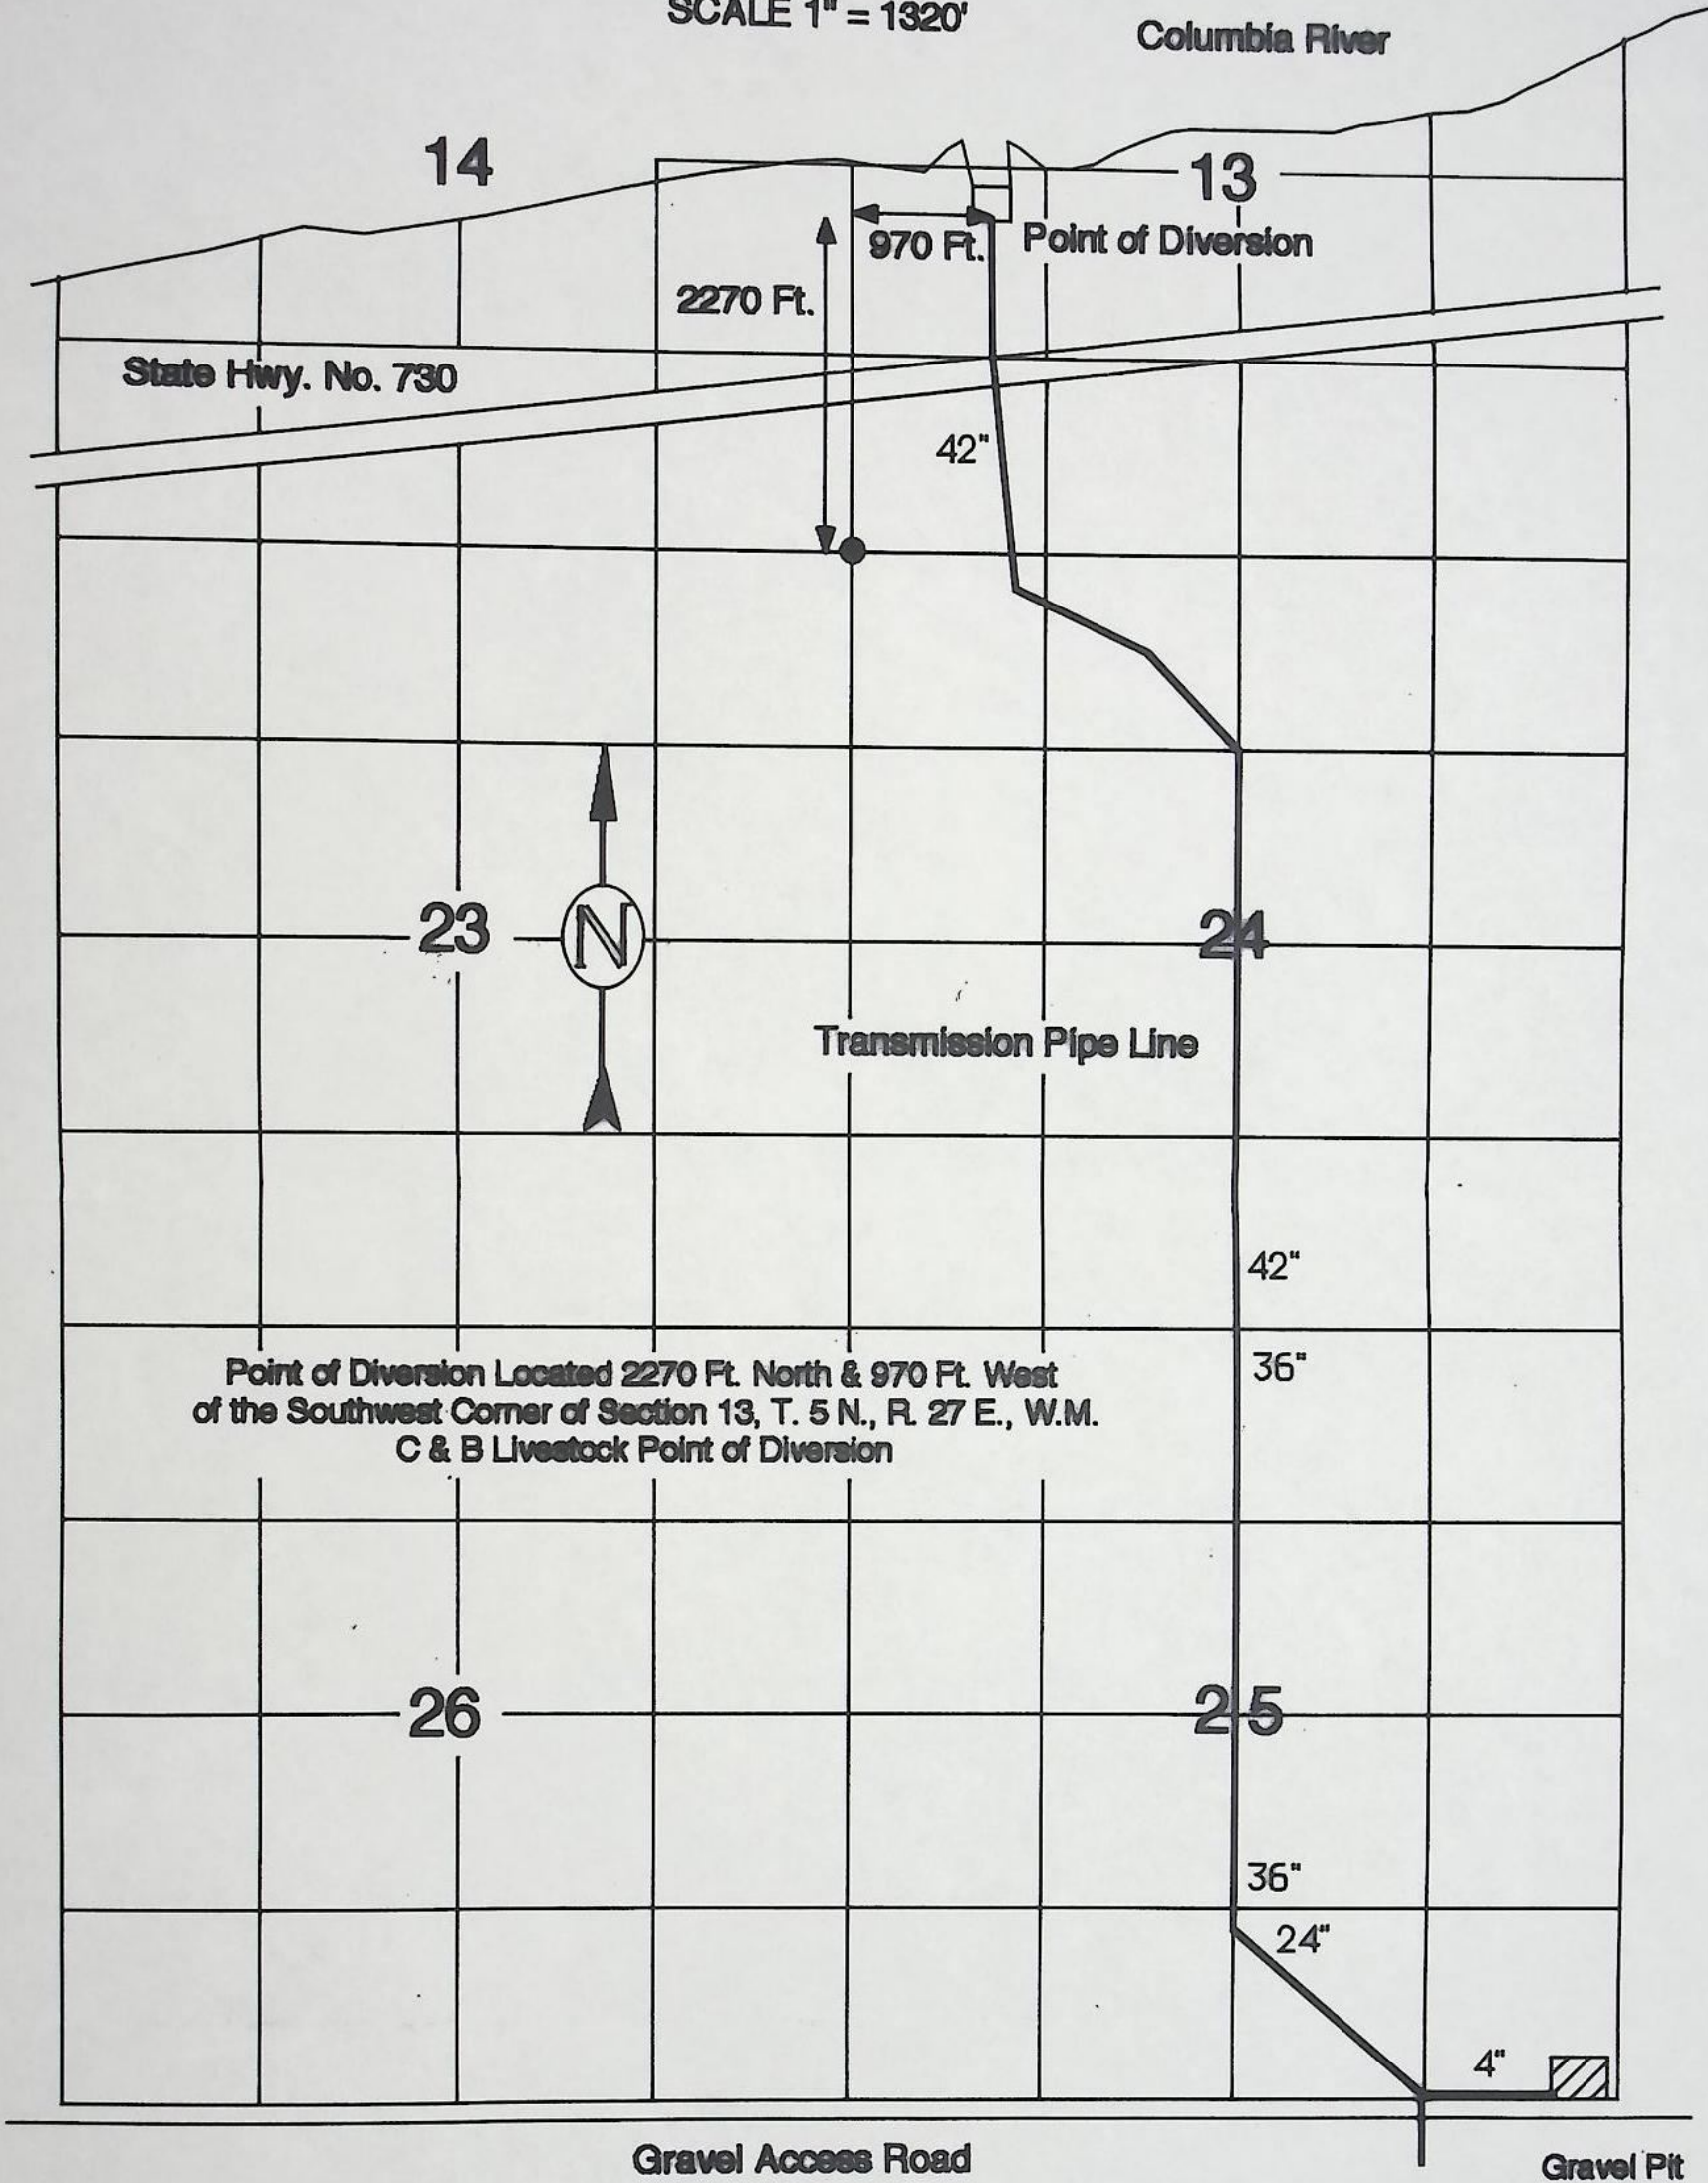 SCALE 1" = 1320'
Columbia River
14
13
970 Ft.
Point of Diversion
2270 Ft.
State Hwy. No. 730
42"
23
N
24
Transmission Pipe Line
42"
36"
Point of Diversion Located 2270 Ft. North & 970 Ft. West
of the Southwest Corner of Section 13, T. 5 N., R. 27 E., W.M.
C & B Livestock Point of Diversion
26
25
36"
24"
4"
Gravel Access Road
Gravel Pit